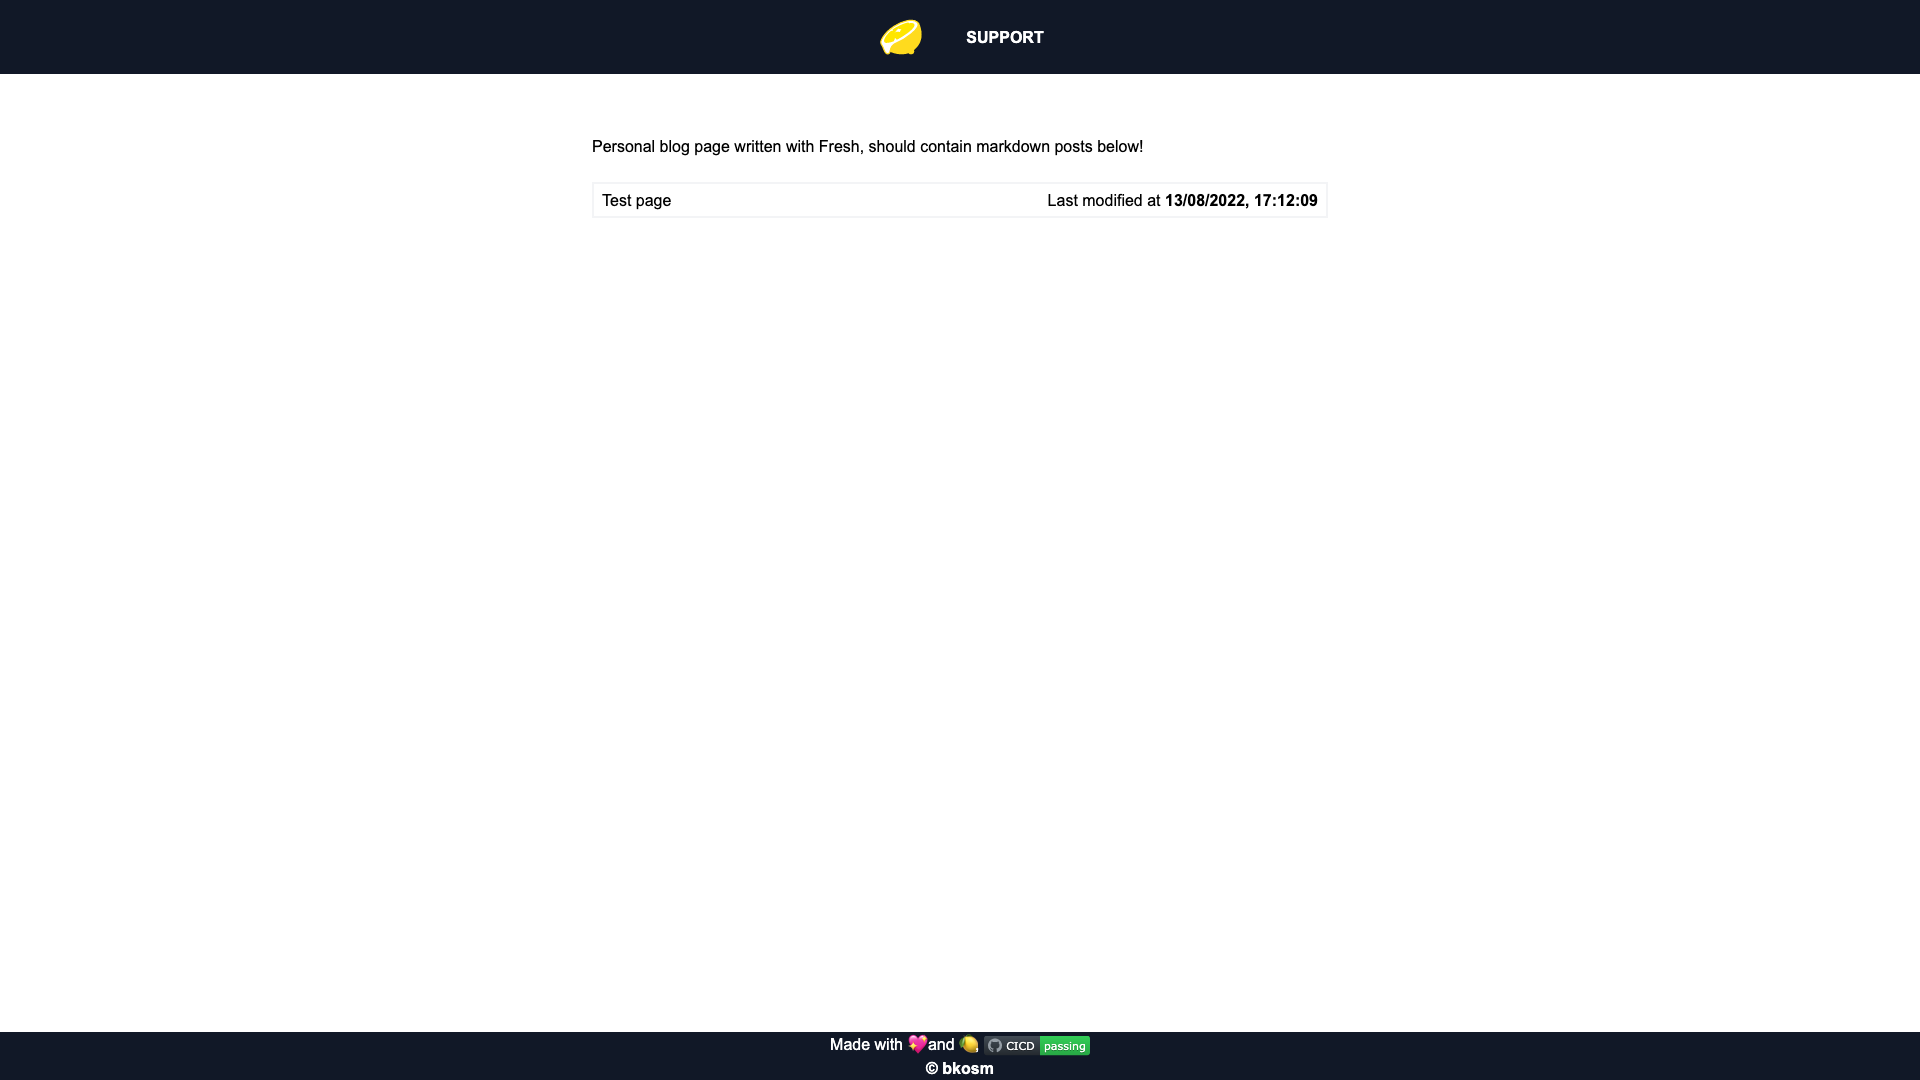 SUPPORT
Personal blog page written with Fresh, should contain markdown posts below!
Test page Last modified at 13/08/2022, 17:12:09
Made with 💖and 🍋 CICD passing
© bkosm